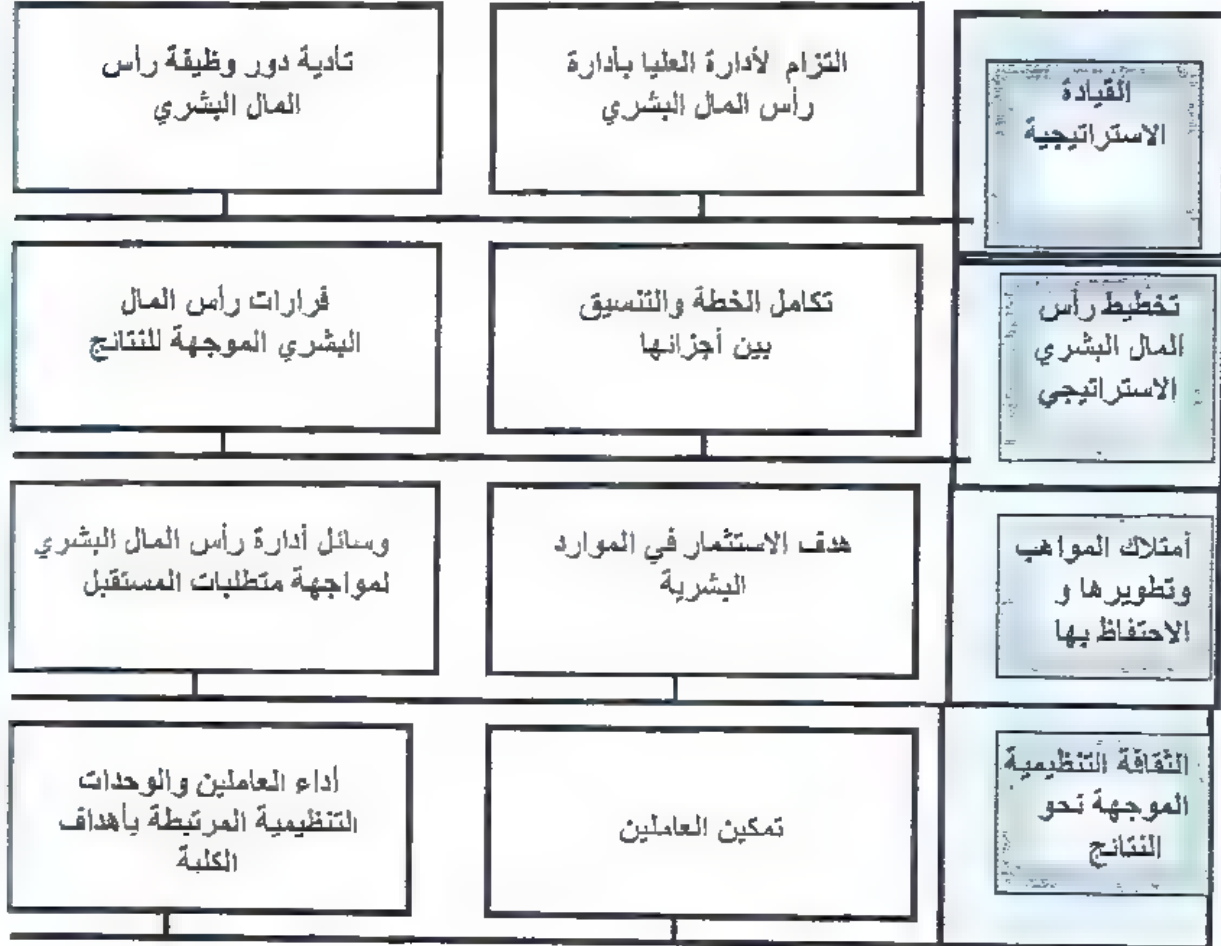 القيادة
الاستراتيجية
التزام لأدارة العليا بأدارة
رأس المال البشري
تأدية دور وظيفة رأس
المال البشري
تخطيط رأس
المال البشري
الاستراتيجي
تكامل الخطة والتنسيق
بين أجزائها
قرارات رأس المال
البشري الموجهة للنتائج
أمتلاك المواهب
وتطويرها و
الاحتفاظ بها
هدف الاستثمار في الموارد
البشرية
وسائل أدارة رأس المال البشري
لمواجهة متطلبات المستقبل
الثقافة التنظيمية
الموجهة نحو
النتائج
تمكين العاملين
أداء العاملين والوحدات
التنظيمية المرتبطة بأهداف
الكلية